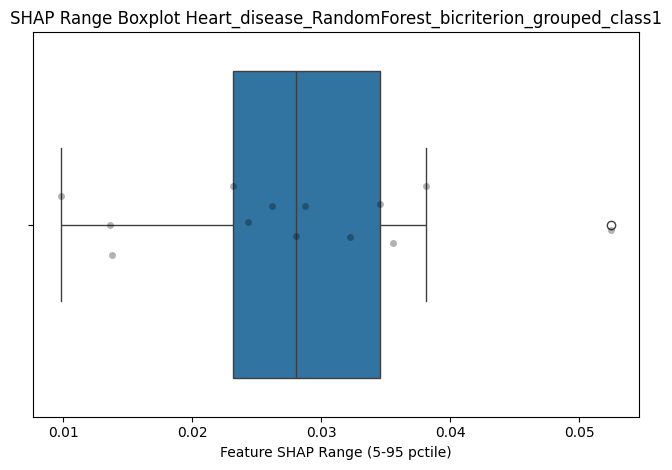 SHAP Range Boxplot Heart_disease_RandomForest_bicriterion_grouped_class1
0.01 0.02 0.03 0.04 0.05
Feature SHAP Range (5-95 pctile)